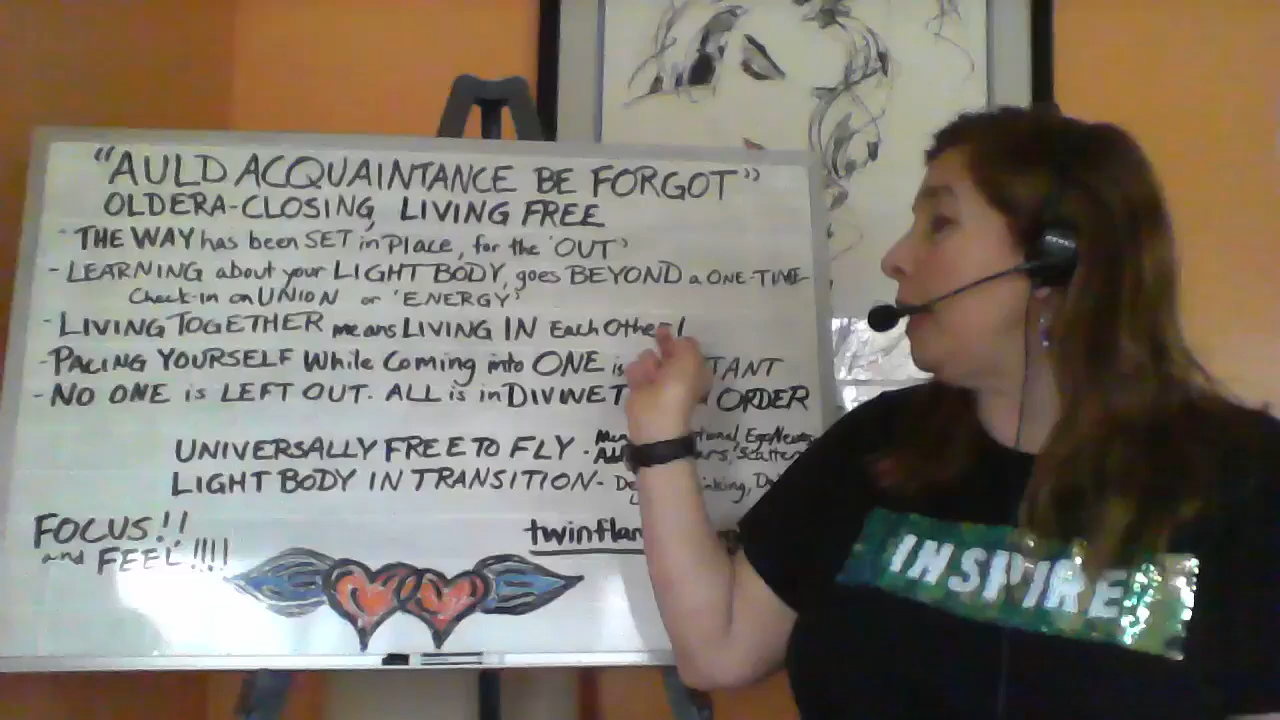 "AULD ACQUAINTANCE BE FORGOT"
OLD ERA-CLOSING, LIVING FREE
- THE WAY has been SET in Place, for the 'OUT'
- LEARNING about your LIGHT BODY, goes BEYOND a ONE-TIME
Check-in on UNION or 'ENERGY'
- LIVING TOGETHER means LIVING IN Each Other!
- PACING YOURSELF While Coming into ONE is
- NO ONE is LEFT OUT. ALL is in DIVINE ORDER
UNIVERSALLY FREE TO FLY -
LIGHT BODY IN TRANSITION-
FOCUS!!
and FEEL!!!!
INSPIRE